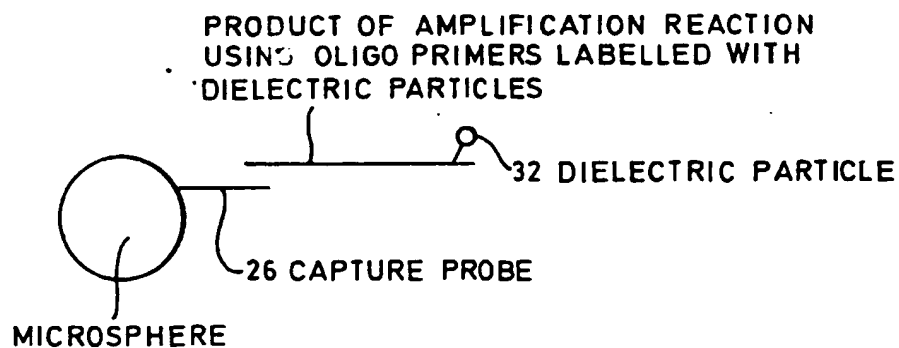 PRODUCT OF AMPLIFICATION REACTION
USING OLIGO PRIMERS LABELLED WITH
DIELECTRIC PARTICLES
32 DIELECTRIC PARTICLE
26 CAPTURE PROBE
MICROSPHERE